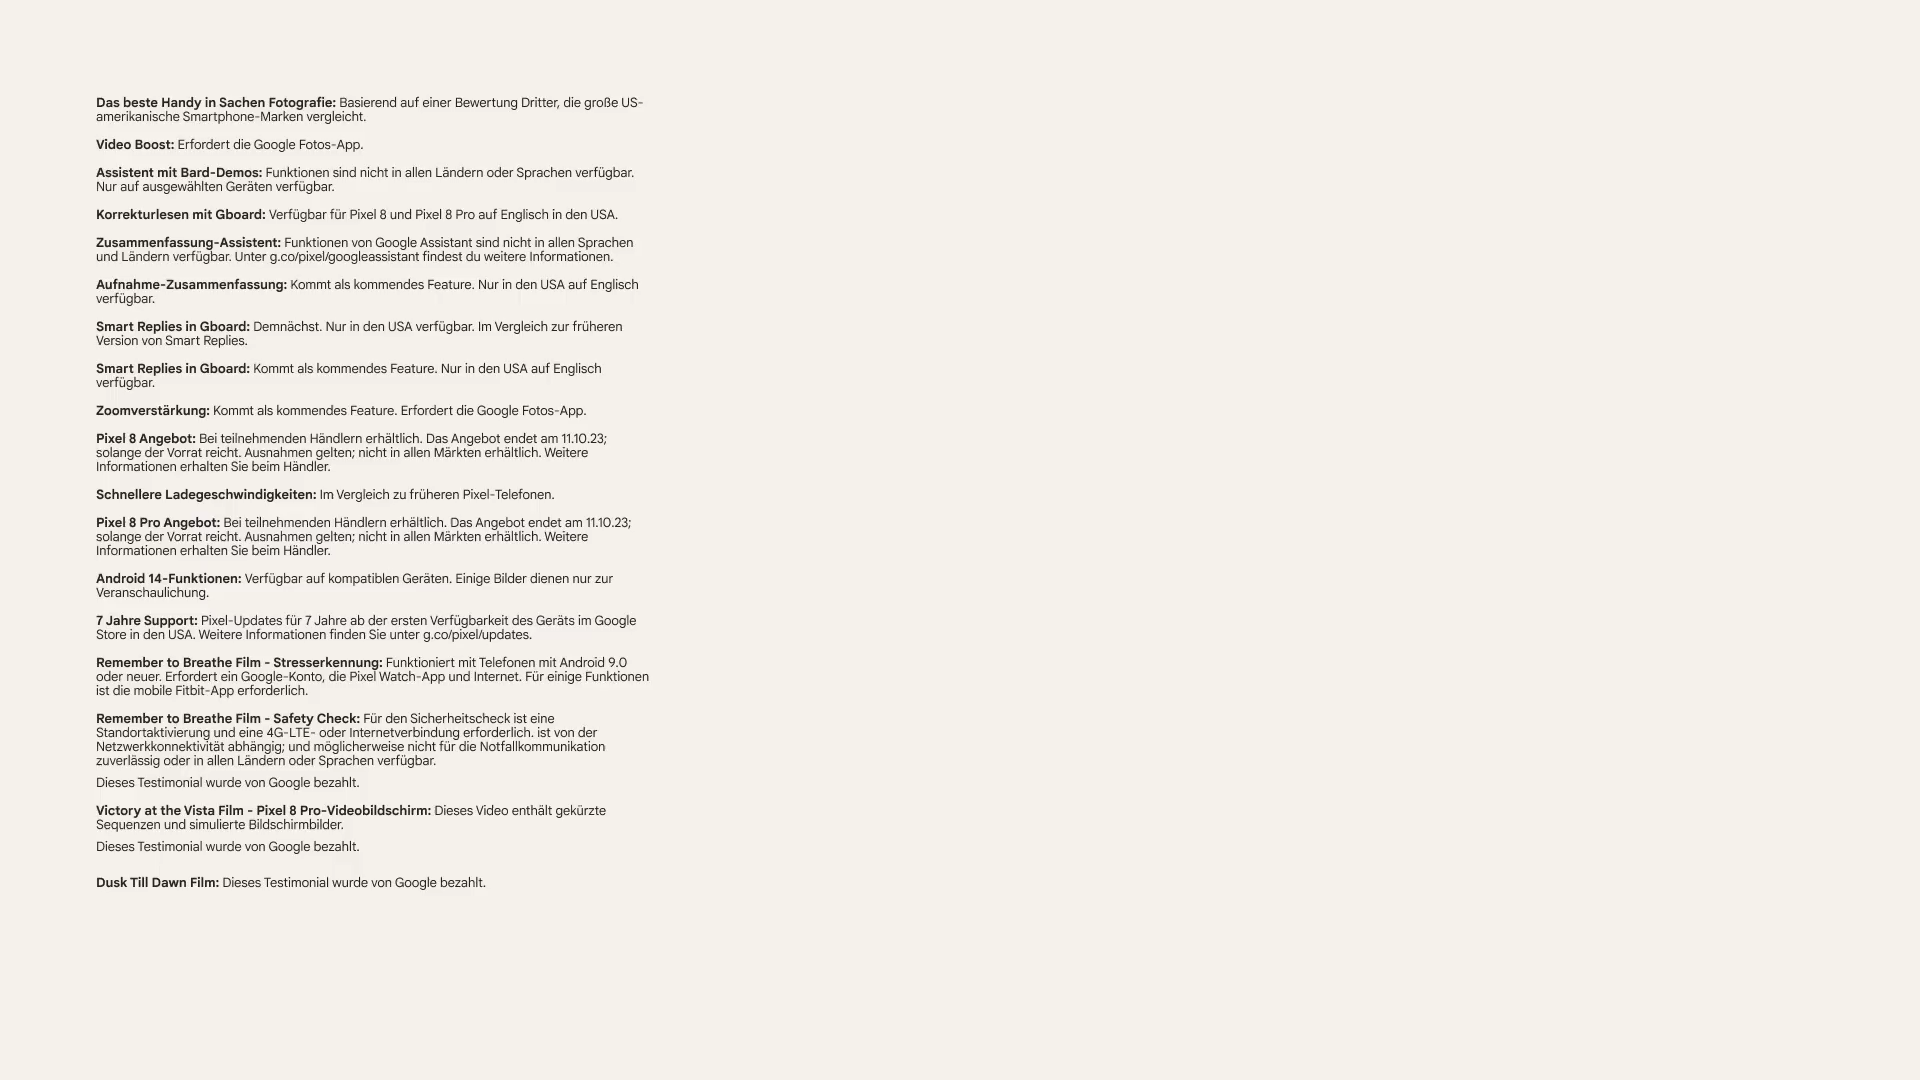 Das beste Handy in Sachen Fotografie: Basierend auf einer Bewertung Dritter, die große US-
amerikanische Smartphone-Marken vergleicht.
Video Boost: Erfordert die Google Fotos-App.
Assistent mit Bard-Demos: Funktionen sind nicht in allen Ländern oder Sprachen verfügbar.
Nur auf ausgewählten Geräten verfügbar.
Korrekturlesen mit Gboard: Verfügbar für Pixel 8 und Pixel 8 Pro auf Englisch in den USA.
Zusammenfassung-Assistent: Funktionen von Google Assistant sind nicht in allen Sprachen
und Ländern verfügbar. Unter g.co/pixel/googleassistant findest du weitere Informationen.
Aufnahme-Zusammenfassung: Kommt als kommendes Feature. Nur in den USA auf Englisch
verfügbar.
Smart Replies in Gboard: Demnächst. Nur in den USA verfügbar. Im Vergleich zur früheren
Version von Smart Replies.
Smart Replies in Gboard: Kommt als kommendes Feature. Nur in den USA auf Englisch
verfügbar.
Zoomverstärkung: Kommt als kommendes Feature. Erfordert die Google Fotos-App.
Pixel 8 Angebot: Bei teilnehmenden Händlern erhältlich. Das Angebot endet am 11.10.23;
solange der Vorrat reicht. Ausnahmen gelten; nicht in allen Märkten erhältlich. Weitere
Informationen erhalten Sie beim Händler.
Schnellere Ladegeschwindigkeiten: Im Vergleich zu früheren Pixel-Telefonen.
Pixel 8 Pro Angebot: Bei teilnehmenden Händlern erhältlich. Das Angebot endet am 11.10.23;
solange der Vorrat reicht. Ausnahmen gelten; nicht in allen Märkten erhältlich. Weitere
Informationen erhalten Sie beim Händler.
Android 14-Funktionen: Verfügbar auf kompatiblen Geräten. Einige Bilder dienen nur zur
Veranschaulichung.
7 Jahre Support: Pixel-Updates für 7 Jahre ab der ersten Verfügbarkeit des Geräts im Google
Store in den USA. Weitere Informationen finden Sie unter g.co/pixel/updates.
Remember to Breathe Film - Stresserkennung: Funktioniert mit Telefonen mit Android 9.0
oder neuer. Erfordert ein Google-Konto, die Pixel Watch-App und Internet. Für einige Funktionen
ist die mobile Fitbit-App erforderlich.
Remember to Breathe Film - Safety Check: Für den Sicherheitscheck ist eine
Standortaktivierung und eine 4G-LTE- oder Internetverbindung erforderlich. ist von der
Netzwerkkonnektivität abhängig; und möglicherweise nicht für die Notfallkommunikation
zuverlässig oder in allen Ländern oder Sprachen verfügbar.
Dieses Testimonial wurde von Google bezahlt.
Victory at the Vista Film - Pixel 8 Pro-Videobildschirm: Dieses Video enthält gekürzte
Sequenzen und simulierte Bildschirmbilder.
Dieses Testimonial wurde von Google bezahlt.
Dusk Till Dawn Film: Dieses Testimonial wurde von Google bezahlt.